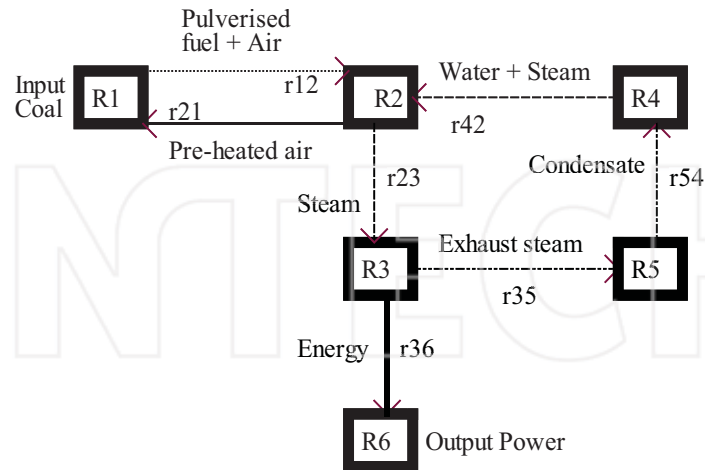 Pulverised
fuel + Air
Input
Coal
R1
r12
R2
Water + Steam
R4
r21
r42
Pre-heated air
r23
Condensate
r54
Steam
R3
Exhaust steam
R5
r35
Energy
r36
R6
Output Power
NTECH